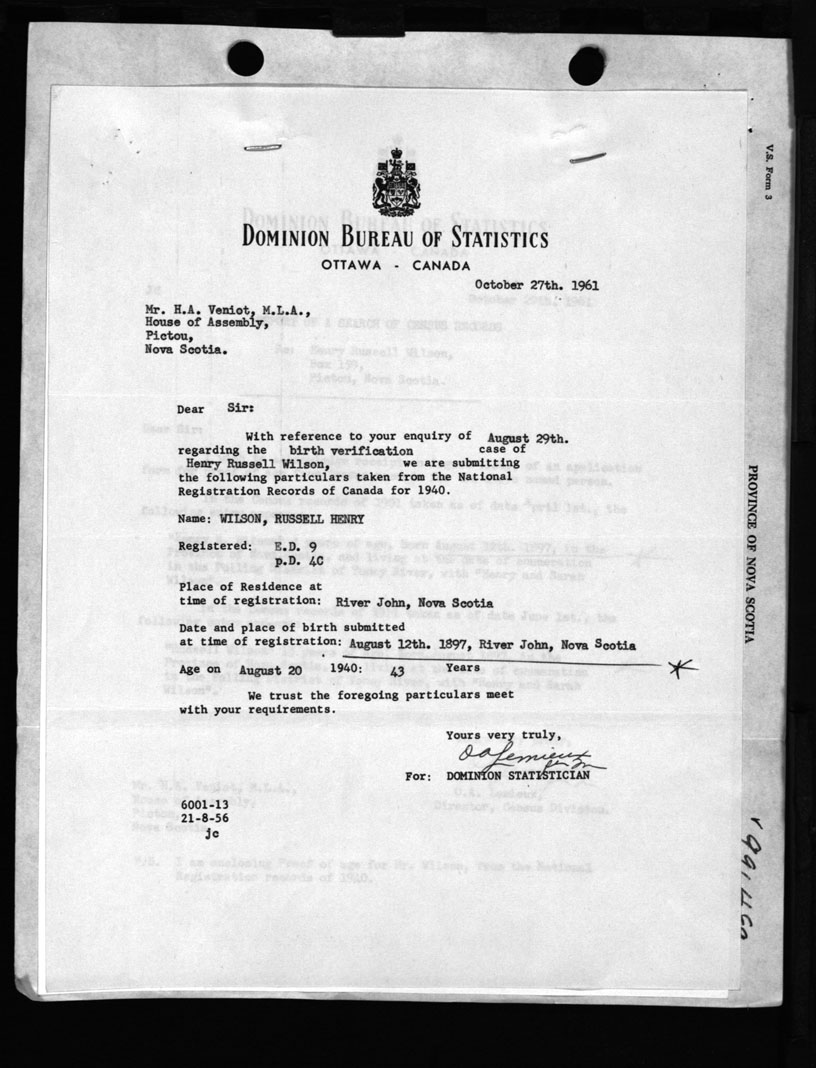 DOMINION BUREAU OF STATISTICS
OTTAWA - CANADA
October 27th. 1961
Mr. H.A. Veniot, M.L.A.,
House of Assembly,
Pictou,
Nova Scotia.
Dear Sir:
With reference to your enquiry of August 29th.
regarding the birth verification case of
Henry Russell Wilson, we are submitting
the following particulars taken from the National
Registration Records of Canada for 1940.
Name: WILSON, RUSSELL HENRY
Registered: E.D. 9
P.D. 4C
Place of Residence at
time of registration: River John, Nova Scotia
Date and place of birth submitted
at time of registration: August 12th. 1897, River John, Nova Scotia
Age on August 20 1940: 43 Years
We trust the foregoing particulars meet
with your requirements.
Yours very truly,
OALemieux
For: DOMINION STATISTICIAN
6001-13
21-8-56
jc
V.S. Form 3
PROVINCE OF NOVA SCOTIA